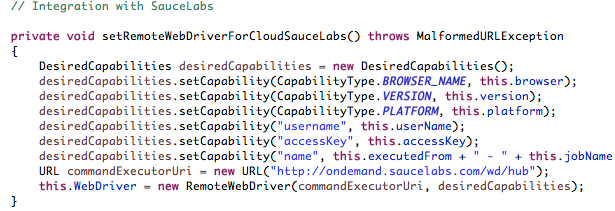 // Integration with SauceLabs
private void setRemoteWebDriverForCloudSauceLabs() throws MalformedURLException
{
DesiredCapabilities desiredCapabilities = new DesiredCapabilities();
desiredCapabilities.setCapability(CapabilityType.BROWSER_NAME, this.browser);
desiredCapabilities.setCapability(CapabilityType.VERSION, this.version);
desiredCapabilities.setCapability(CapabilityType.PLATFORM, this.platform);
desiredCapabilities.setCapability("username", this.userName);
desiredCapabilities.setCapability("accessKey", this.accessKey);
desiredCapabilities.setCapability("name", this.executedFrom + " - " + this.jobName
URL commandExecutorUri = new URL("http://ondemand.saucelabs.com/wd/hub");
this.WebDriver = new RemoteWebDriver(commandExecutorUri, desiredCapabilities);
}